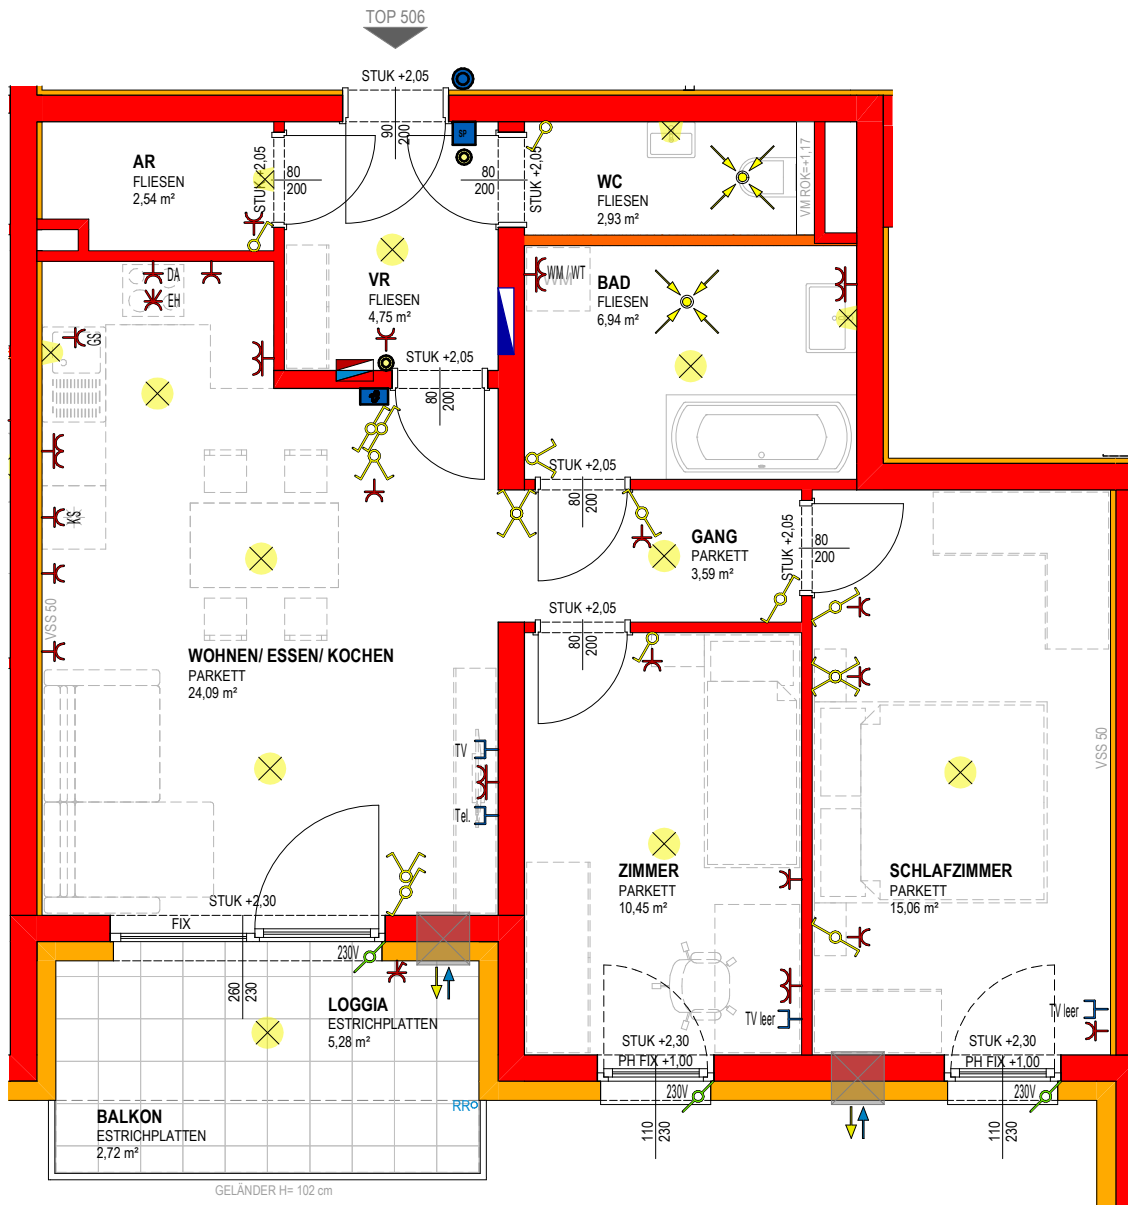 TOP 506
STUK +2,05
90
200
SP
AR
FLIESEN
2,54 m²
STUK +2,05
80
200
80
200
STUK +2,05
WC
FLIESEN
2,93 m²
VM ROK=+1,17
VR
FLIESEN
4,75 m²
WM/WT
WM
BAD
FLIESEN
6,94 m²
DA
EH
GS
KS
VSS 50
STUK +2,05
80
200
STUK +2,05
80
200
GANG
PARKETT
3,59 m²
STUK +2,05
80
200
STUK +2,05
80
200
WOHNEN/ ESSEN/ KOCHEN
PARKETT
24,09 m²
TV
Tel.
VSS 50
ZIMMER
PARKETT
10,45 m²
SCHLAFZIMMER
PARKETT
15,06 m²
TV leer
TV leer
STUK +2,30
FIX
260
230
230V
LOGGIA
ESTRICHPLATTEN
5,28 m²
STUK +2,30
PH FIX +1,00
230V
110
230
STUK +2,30
PH FIX +1,00
230V
110
230
RR
BALKON
ESTRICHPLATTEN
2,72 m²
GELÄNDER H= 102 cm